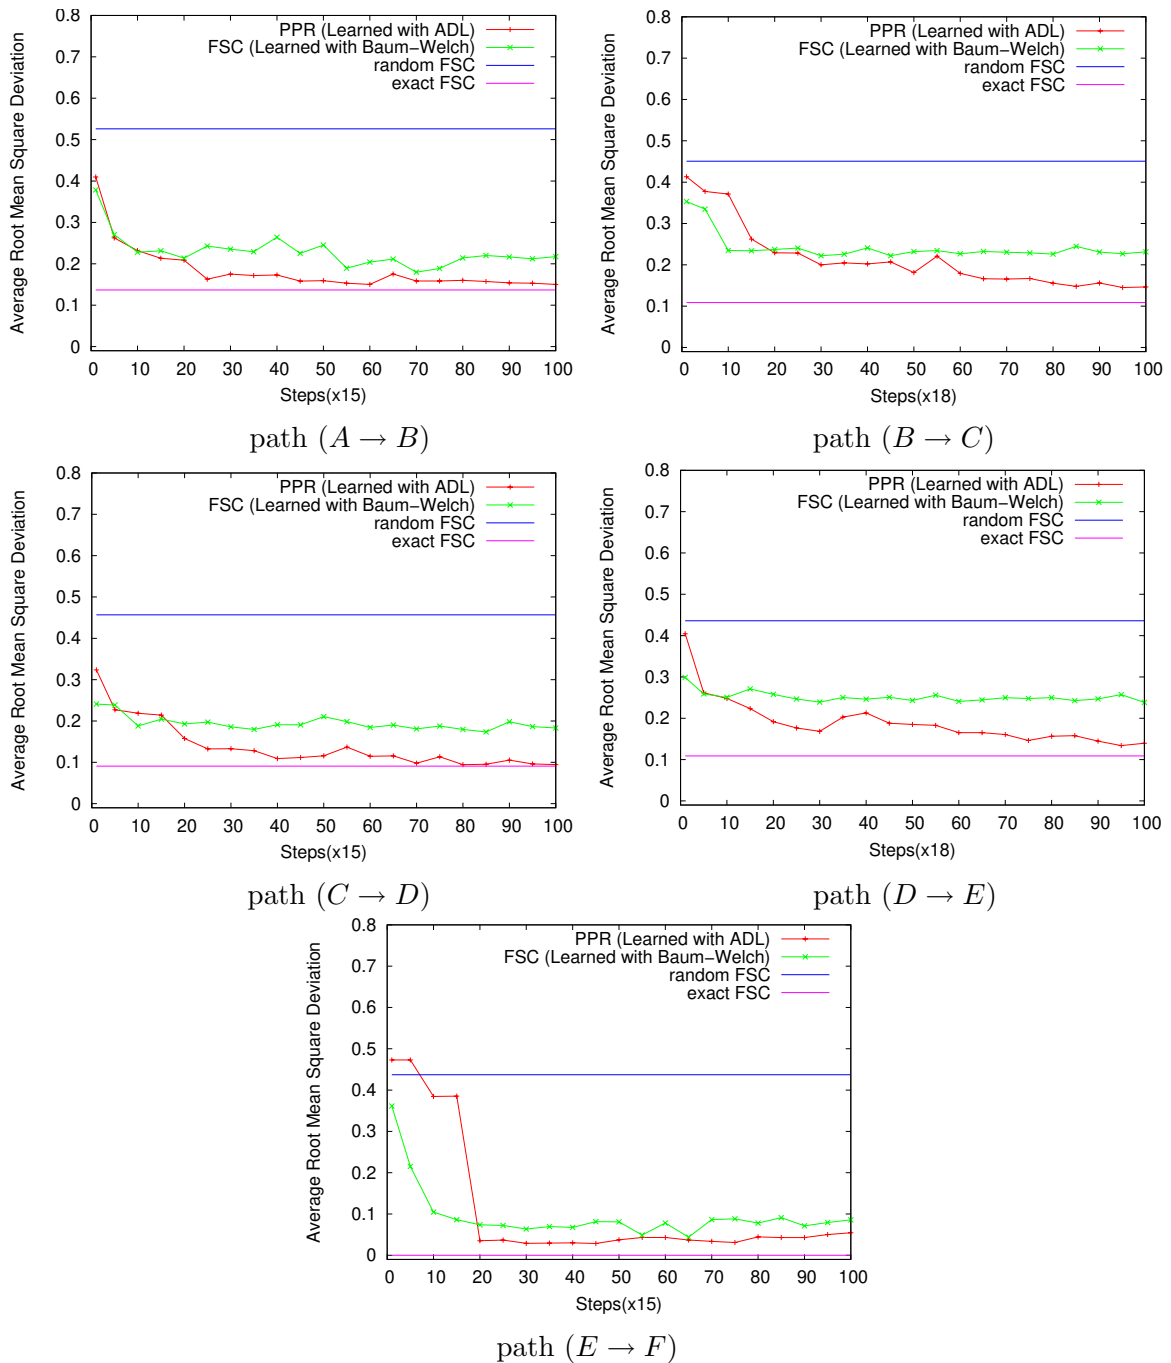 Average Root Mean Square Deviation
0.8
0.7
0.6
0.5
0.4
0.3
0.2
0.1
0
PPR (Learned with ADL)
FSC (Learned with Baum-Welch)
random FSC
exact FSC
0 10 20 30 40 50 60 70 80 90 100
Steps(x15)
path (A → B)
Average Root Mean Square Deviation
0.8
0.7
0.6
0.5
0.4
0.3
0.2
0.1
0
PPR (Learned with ADL)
FSC (Learned with Baum-Welch)
random FSC
exact FSC
0 10 20 30 40 50 60 70 80 90 100
Steps(x18)
path (B → C)
Average Root Mean Square Deviation
0.8
0.7
0.6
0.5
0.4
0.3
0.2
0.1
0
PPR (Learned with ADL)
FSC (Learned with Baum-Welch)
random FSC
exact FSC
0 10 20 30 40 50 60 70 80 90 100
Steps(x15)
path (C → D)
Average Root Mean Square Deviation
0.8
0.7
0.6
0.5
0.4
0.3
0.2
0.1
0
PPR (Learned with ADL)
FSC (Learned with Baum-Welch)
random FSC
exact FSC
0 10 20 30 40 50 60 70 80 90 100
Steps(x18)
path (D → E)
Average Root Mean Square Deviation
0.8
0.7
0.6
0.5
0.4
0.3
0.2
0.1
0
PPR (Learned with ADL)
FSC (Learned with Baum-Welch)
random FSC
exact FSC
0 10 20 30 40 50 60 70 80 90 100
Steps(x15)
path (E → F)